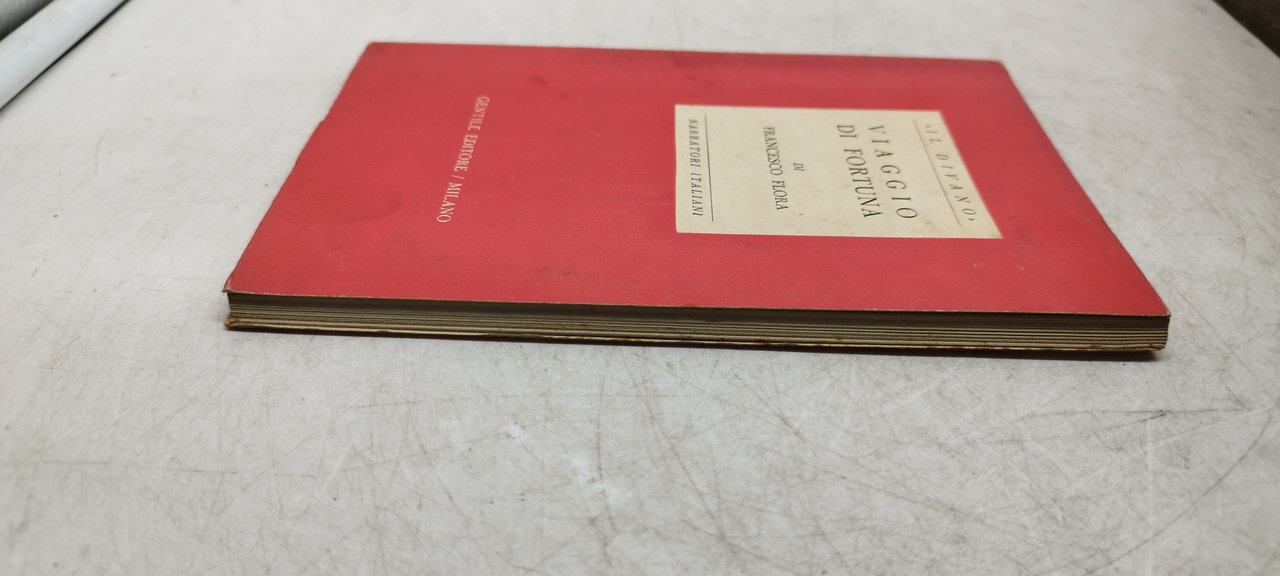 «IL DIVANO»
VIAGGIO
DI FORTUNA
DI
FRANCESCO FLORA
NARRATORI ITALIANI
GENTILE EDITORE / MILANO